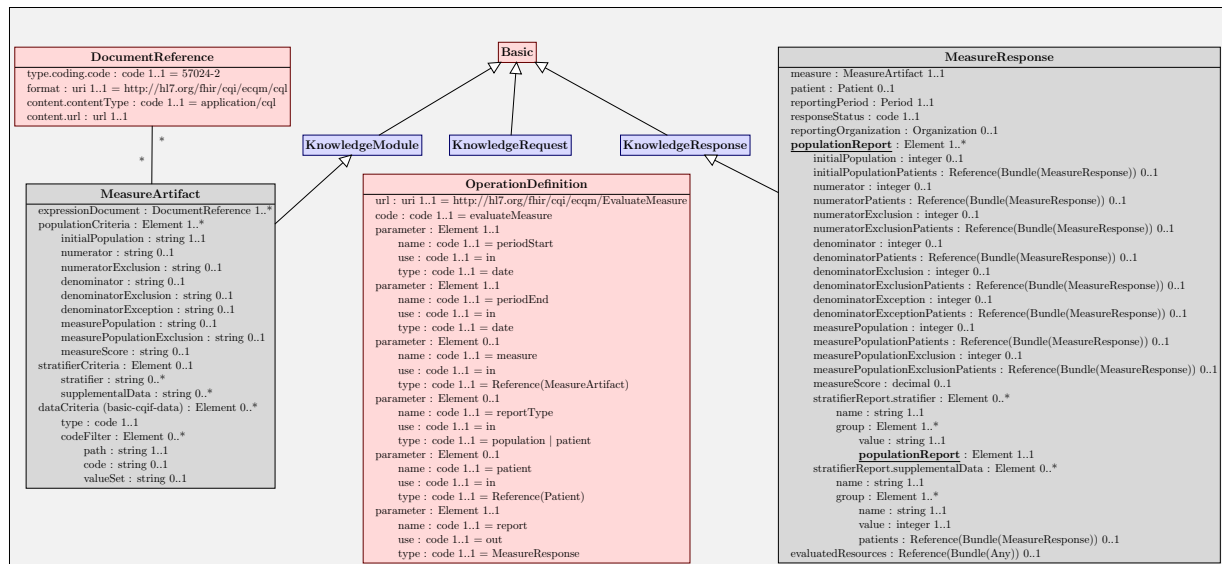 DocumentReference
type.coding.code : code 1..1 = 57024-2
format : uri 1..1 = http://hl7.org/fhir/cqi/ecqm/cql
content.contentType : code 1..1 = application/cql
content.url : url 1..1
*
*
MeasureArtifact
expressionDocument : DocumentReference 1..*
populationCriteria : Element 1..*
initialPopulation : string 1..1
numerator : string 0..1
numeratorExclusion : string 0..1
denominator : string 0..1
denominatorExclusion : string 0..1
denominatorException : string 0..1
measurePopulation : string 0..1
measurePopulationExclusion : string 0..1
measureScore : string 0..1
stratifierCriteria : Element 0..1
stratifier : string 0..*
supplementalData : string 0..*
dataCriteria (basic-cqif-data) : Element 0..*
type : code 1..1
codeFilter : Element 0..*
path : string 1..1
code : string 0..1
valueSet : string 0..1
Basic
KnowledgeModule
KnowledgeRequest
KnowledgeResponse
OperationDefinition
url : uri 1..1 = http://hl7.org/fhir/cqi/ecqm/EvaluateMeasure
code : code 1..1 = evaluateMeasure
parameter : Element 1..1
name : code 1..1 = periodStart
use : code 1..1 = in
type : code 1..1 = date
parameter : Element 1..1
name : code 1..1 = periodEnd
use : code 1..1 = in
type : code 1..1 = date
parameter : Element 0..1
name : code 1..1 = measure
use : code 1..1 = in
type : code 1..1 = Reference(MeasureArtifact)
parameter : Element 0..1
name : code 1..1 = reportType
use : code 1..1 = in
type : code 1..1 = population | patient
parameter : Element 0..1
name : code 1..1 = patient
use : code 1..1 = in
type : code 1..1 = Reference(Patient)
parameter : Element 1..1
name : code 1..1 = report
use : code 1..1 = out
type : code 1..1 = MeasureResponse
MeasureResponse
measure : MeasureArtifact 1..1
patient : Patient 0..1
reportingPeriod : Period 1..1
responseStatus : code 1..1
reportingOrganization : Organization 0..1
populationReport : Element 1..*
initialPopulation : integer 0..1
initialPopulationPatients : Reference(Bundle(MeasureResponse)) 0..1
numerator : integer 0..1
numeratorPatients : Reference(Bundle(MeasureResponse)) 0..1
numeratorExclusion : integer 0..1
numeratorExclusionPatients : Reference(Bundle(MeasureResponse)) 0..1
denominator : integer 0..1
denominatorPatients : Reference(Bundle(MeasureResponse)) 0..1
denominatorExclusion : integer 0..1
denominatorExclusionPatients : Reference(Bundle(MeasureResponse)) 0..1
denominatorException : integer 0..1
denominatorExceptionPatients : Reference(Bundle(MeasureResponse)) 0..1
measurePopulation : integer 0..1
measurePopulationPatients : Reference(Bundle(MeasureResponse)) 0..1
measurePopulationExclusion : integer 0..1
measurePopulationExclusionPatients : Reference(Bundle(MeasureResponse)) 0..1
measureScore : decimal 0..1
stratifierReport.stratifier : Element 0..*
name : string 1..1
group : Element 1..*
value : string 1..1
populationReport : Element 1..1
stratifierReport.supplementalData : Element 0..*
name : string 1..1
group : Element 1..*
name : string 1..1
value : integer 1..1
patients : Reference(Bundle(MeasureResponse)) 0..1
evaluatedResources : Reference(Bundle(Any)) 0..1